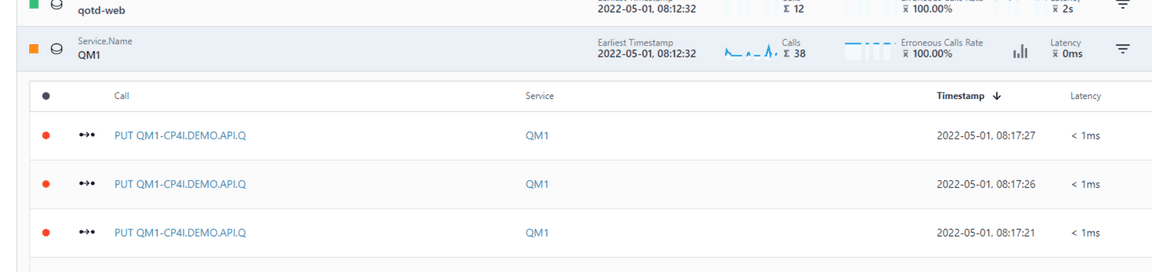 qotd-web
2022-05-01, 08:12:32
Σ 12
x̄ 100.00%
x̄ 2s
Service.Name
QM1
Earliest Timestamp
2022-05-01, 08:12:32
Calls
Σ 38
Erroneous Calls Rate
x̄ 100.00%
Latency
x̄ 0ms
Call Service Timestamp ↓ Latency
PUT QM1-CP4I.DEMO.API.Q QM1 2022-05-01, 08:17:27 < 1ms
PUT QM1-CP4I.DEMO.API.Q QM1 2022-05-01, 08:17:26 < 1ms
PUT QM1-CP4I.DEMO.API.Q QM1 2022-05-01, 08:17:21 < 1ms